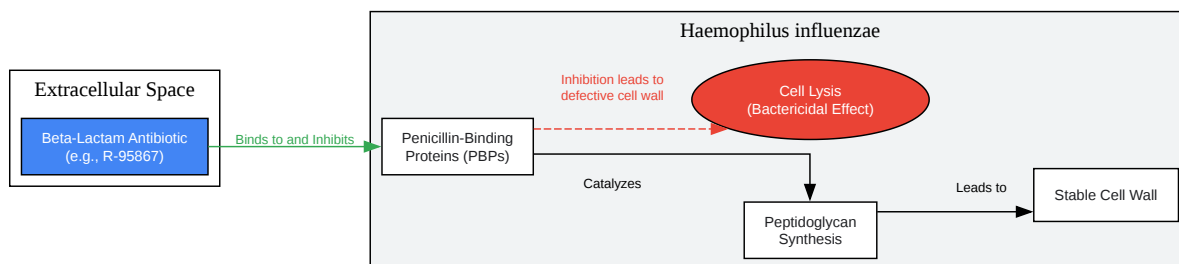 Haemophilus influenzae
Extracellular Space
Beta-Lactam Antibiotic
(e.g., R-95867)
Binds to and Inhibits
Penicillin-Binding
Proteins (PBPs)
Inhibition leads to
defective cell wall
Cell Lysis
(Bactericidal Effect)
Catalyzes
Peptidoglycan
Synthesis
Leads to
Stable Cell Wall